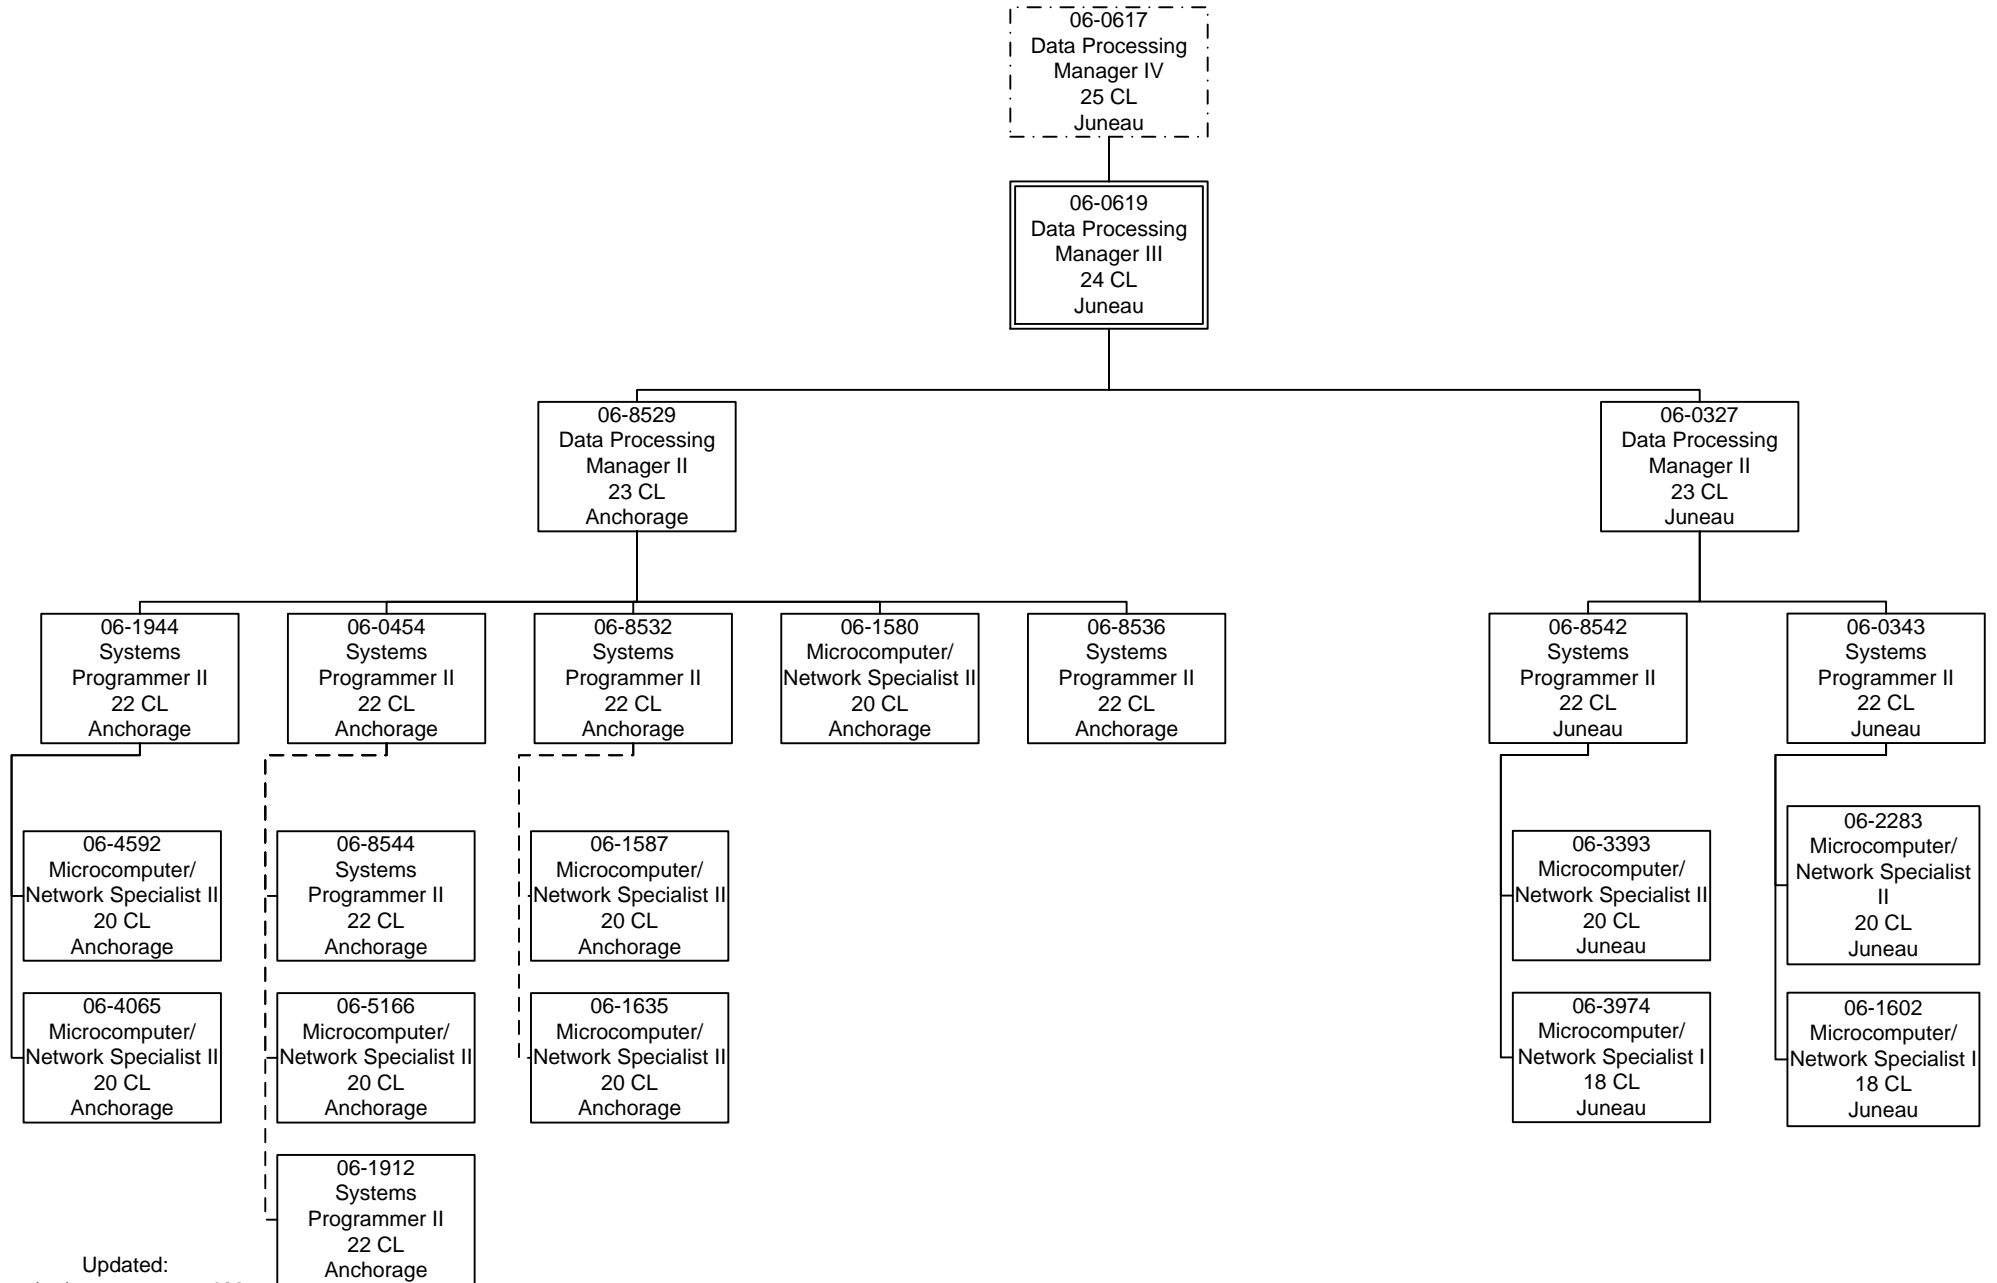 06-0617
Data Processing
Manager IV
25 CL
Juneau
06-0619
Data Processing
Manager III
24 CL
Juneau
06-8529
Data Processing
Manager II
23 CL
Anchorage
06-0327
Data Processing
Manager II
23 CL
Juneau
06-1944
Systems
Programmer II
22 CL
Anchorage
06-0454
Systems
Programmer II
22 CL
Anchorage
06-8532
Systems
Programmer II
22 CL
Anchorage
06-1580
Microcomputer/
Network Specialist II
20 CL
Anchorage
06-8536
Systems
Programmer II
22 CL
Anchorage
06-8542
Systems
Programmer II
22 CL
Juneau
06-0343
Systems
Programmer II
22 CL
Juneau
06-4592
Microcomputer/
Network Specialist II
20 CL
Anchorage
06-8544
Systems
Programmer II
22 CL
Anchorage
06-1587
Microcomputer/
Network Specialist II
20 CL
Anchorage
06-3393
Microcomputer/
Network Specialist II
20 CL
Juneau
06-2283
Microcomputer/
Network Specialist
II
20 CL
Juneau
06-4065
Microcomputer/
Network Specialist II
20 CL
Anchorage
06-5166
Microcomputer/
Network Specialist II
20 CL
Anchorage
06-1635
Microcomputer/
Network Specialist II
20 CL
Anchorage
06-3974
Microcomputer/
Network Specialist I
18 CL
Juneau
06-1602
Microcomputer/
Network Specialist I
18 CL
Juneau
06-1912
Systems
Programmer II
22 CL
Anchorage
Updated: